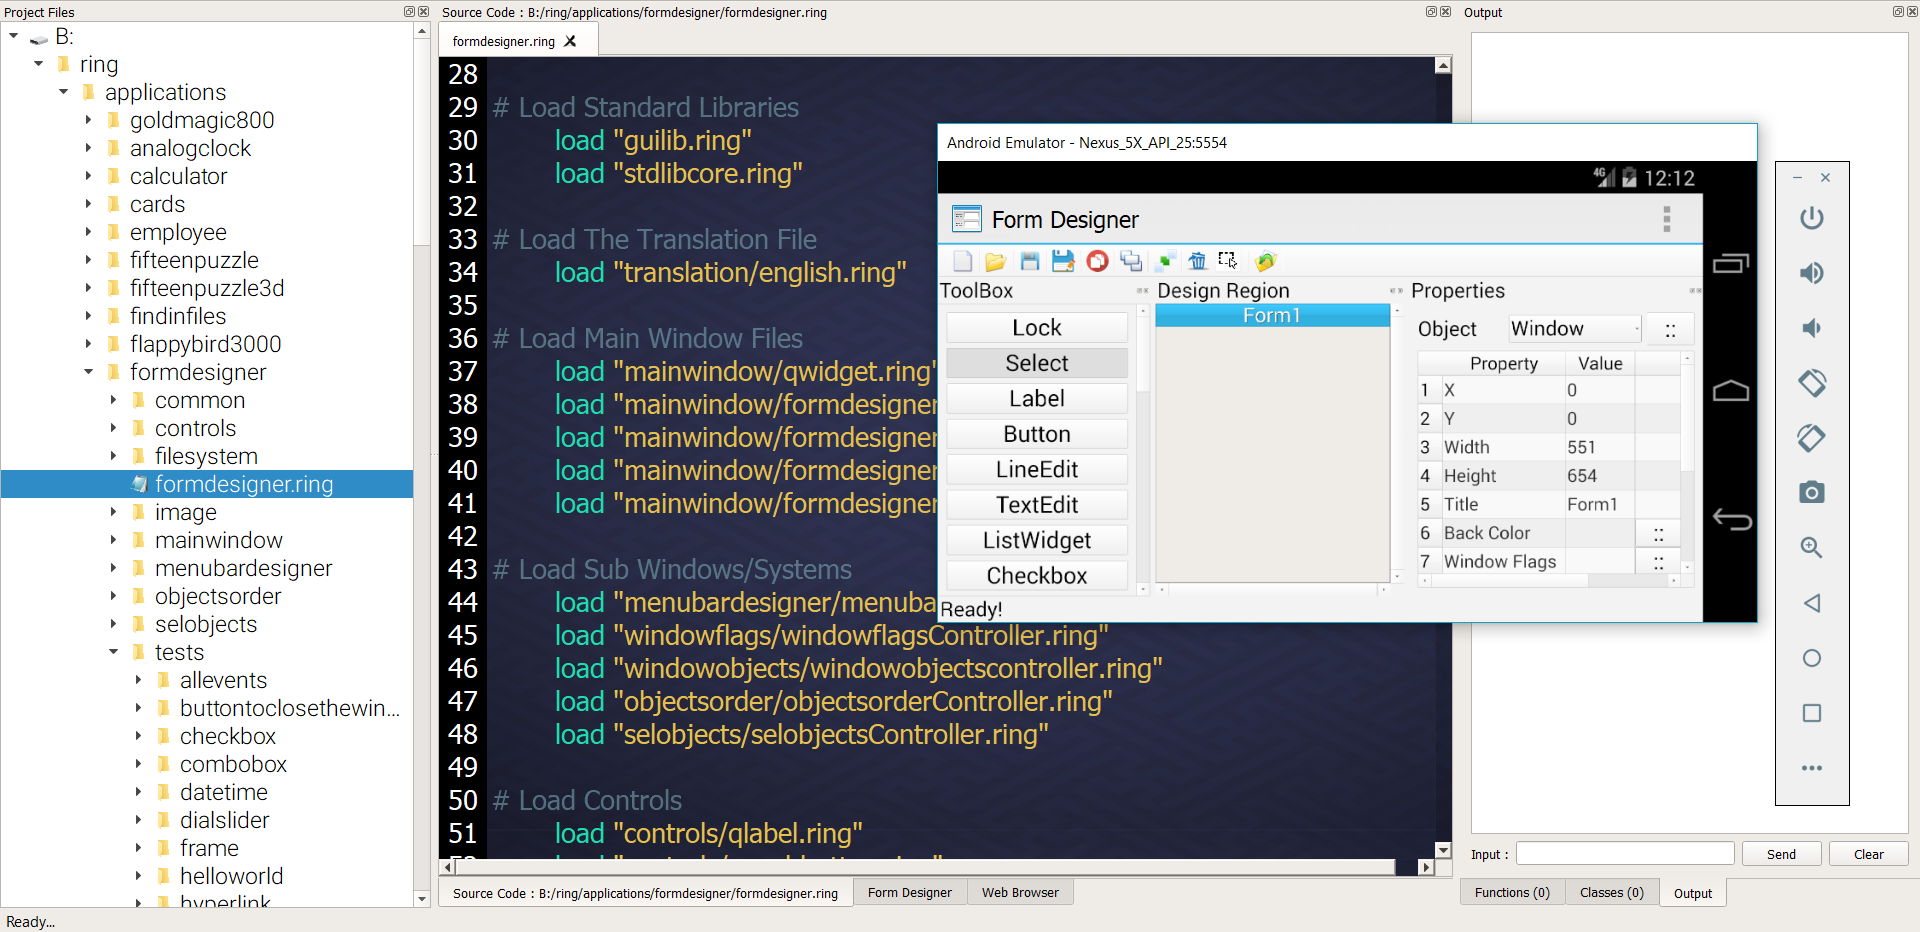 Project Files
B:
ring
applications
goldmagic800
analogclock
calculator
cards
employee
fifteenpuzzle
fifteenpuzzle3d
findinfiles
flappybird3000
formdesigner
common
controls
filesystem
formdesigner.ring
image
mainwindow
menubardesigner
objectsorder
selobjects
tests
allevents
buttontoclosethewin...
checkbox
combobox
datetime
dialslider
frame
helloworld
hyperlink
Ready...
Source Code : B:/ring/applications/formdesigner/formdesigner.ring
formdesigner.ring
28
29 # Load Standard Libraries
30 load "guilib.ring"
31 load "stdlibcore.ring"
32
33 # Load The Translation File
34 load "translation/english.ring"
35
36 # Load Main Window Files
37 load "mainwindow/qwidget.ring"
38 load "mainwindow/formdesigner
39 load "mainwindow/formdesigner
40 load "mainwindow/formdesigner
41 load "mainwindow/formdesigner
42
43 # Load Sub Windows/Systems
44 load "menubardesigner/menuba
45 load "windowflags/windowflagsController.ring"
46 load "windowobjects/windowobjectscontroller.ring"
47 load "objectsorder/objectsorderController.ring"
48 load "selobjects/selobjectsController.ring"
49
50 # Load Controls
51 load "controls/qlabel.ring"
Source Code : B:/ring/applications/formdesigner/formdesigner.ring
Form Designer
Web Browser
Android Emulator - Nexus_5X_API_25:5554
4G 12:12
Form Designer
ToolBox
Lock
Select
Label
Button
LineEdit
TextEdit
ListWidget
Checkbox
Ready!
Design Region
Form1
Properties
Object Window ::
Property Value
1 X 0
2 Y 0
3 Width 551
4 Height 654
5 Title Form1
6 Back Color ::
7 Window Flags ::
Output
Input :
Send
Clear
Functions (0)
Classes (0)
Output